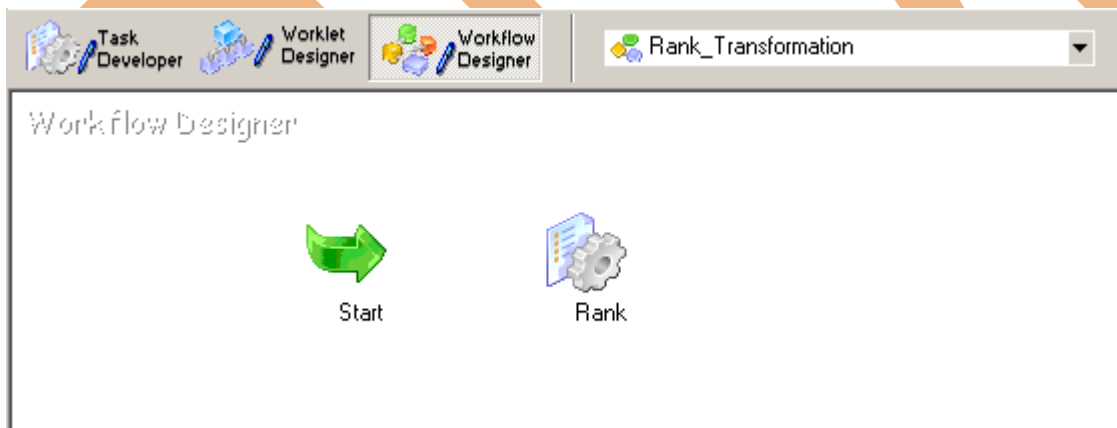 Task
Developer
Worklet
Designer
Workflow
Designer
Rank_Transformation
Workflow Designer
Start
Rank